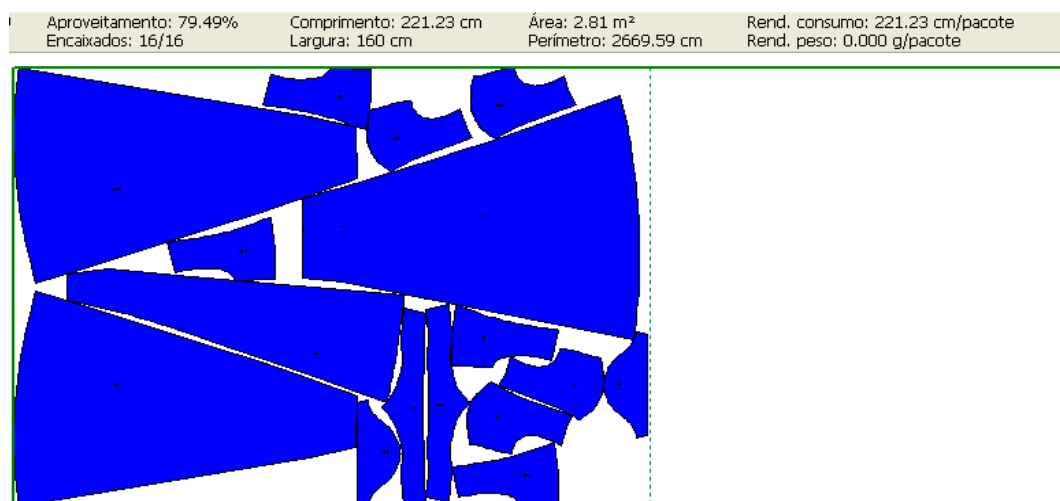 Aproveitamento: 79.49% Comprimento: 221.23 cm Área: 2.81 m² Rend. consumo: 221.23 cm/pacote
Encaixados: 16/16 Largura: 160 cm Perímetro: 2669.59 cm Rend. peso: 0.000 g/pacote